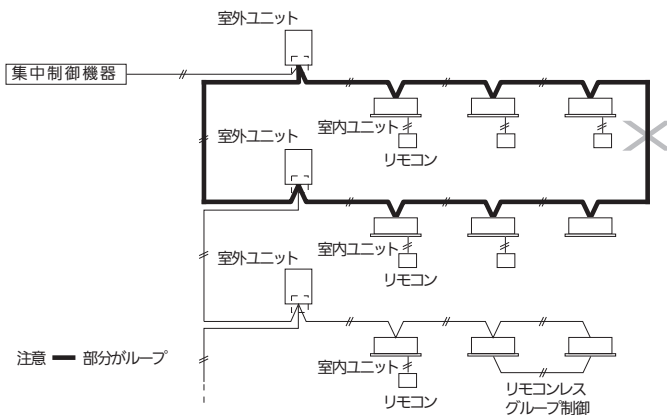 室外ユニット
集中制御機器
室外ユニット
室内ユニット
リモコン
室外ユニット
室内ユニット
リモコン
注意 ━ 部分がループ
室内ユニット
リモコン
リモコンレス
グループ制御